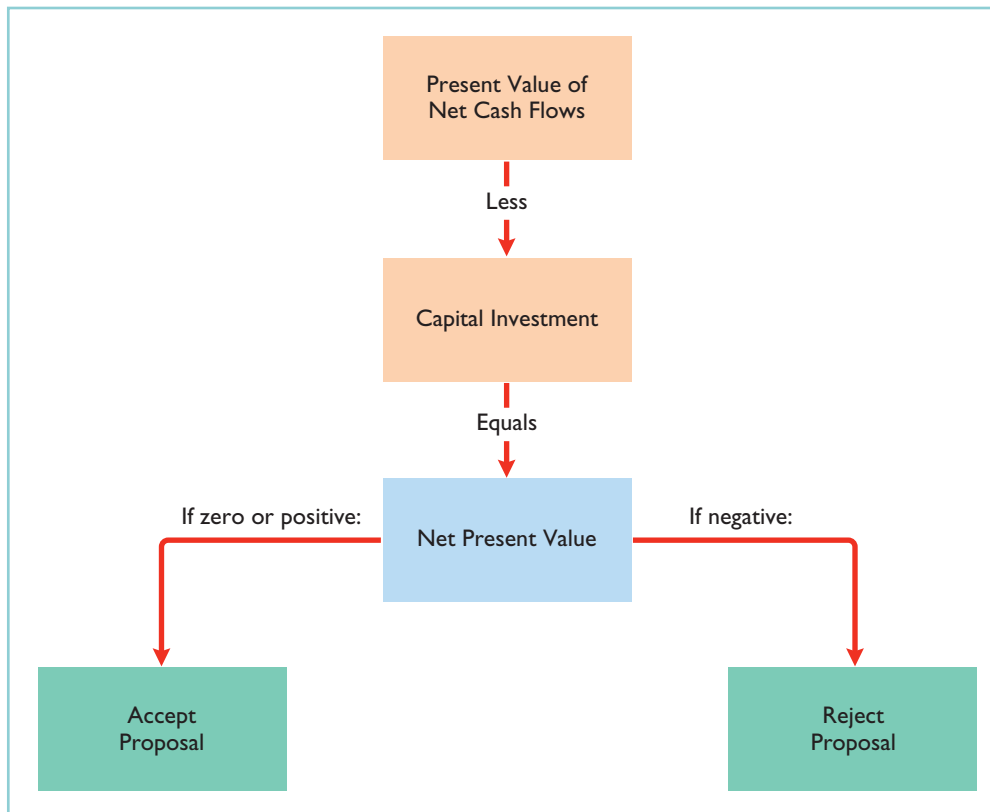 Present Value of
Net Cash Flows
Less
Capital Investment
Equals
If zero or positive:
If negative:
Net Present Value
Accept
Proposal
Reject
Proposal